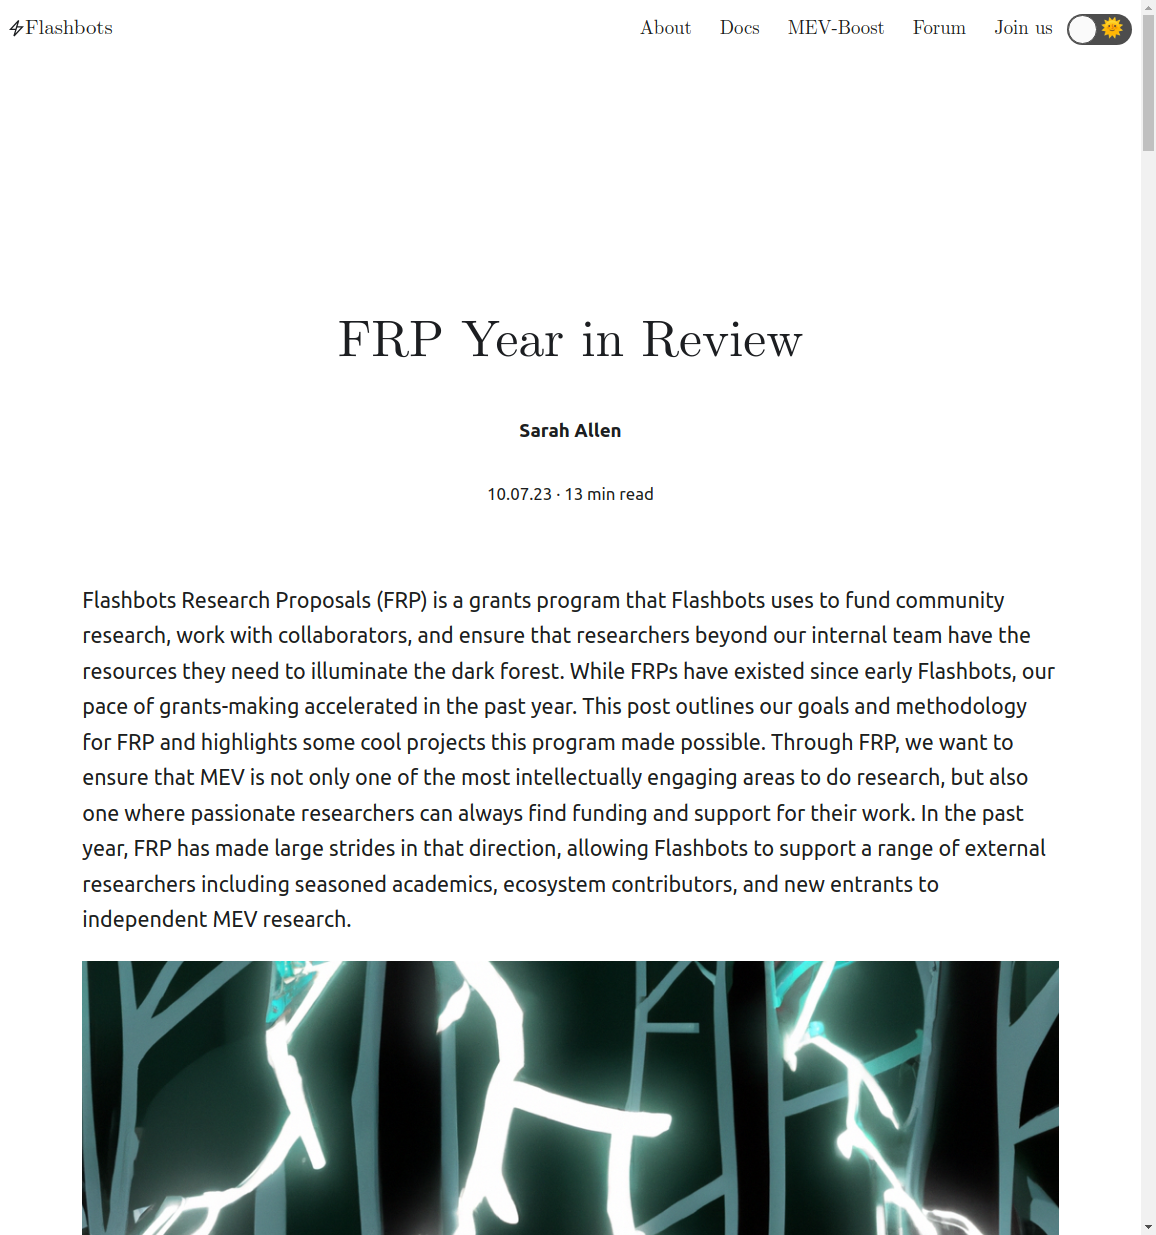 Flashbots
About Docs MEV-Boost Forum Join us
FRP Year in Review
Sarah Allen
10.07.23 · 13 min read
Flashbots Research Proposals (FRP) is a grants program that Flashbots uses to fund community
research, work with collaborators, and ensure that researchers beyond our internal team have the
resources they need to illuminate the dark forest. While FRPs have existed since early Flashbots, our
pace of grants-making accelerated in the past year. This post outlines our goals and methodology
for FRP and highlights some cool projects this program made possible. Through FRP, we want to
ensure that MEV is not only one of the most intellectually engaging areas to do research, but also
one where passionate researchers can always find funding and support for their work. In the past
year, FRP has made large strides in that direction, allowing Flashbots to support a range of external
researchers including seasoned academics, ecosystem contributors, and new entrants to
independent MEV research.